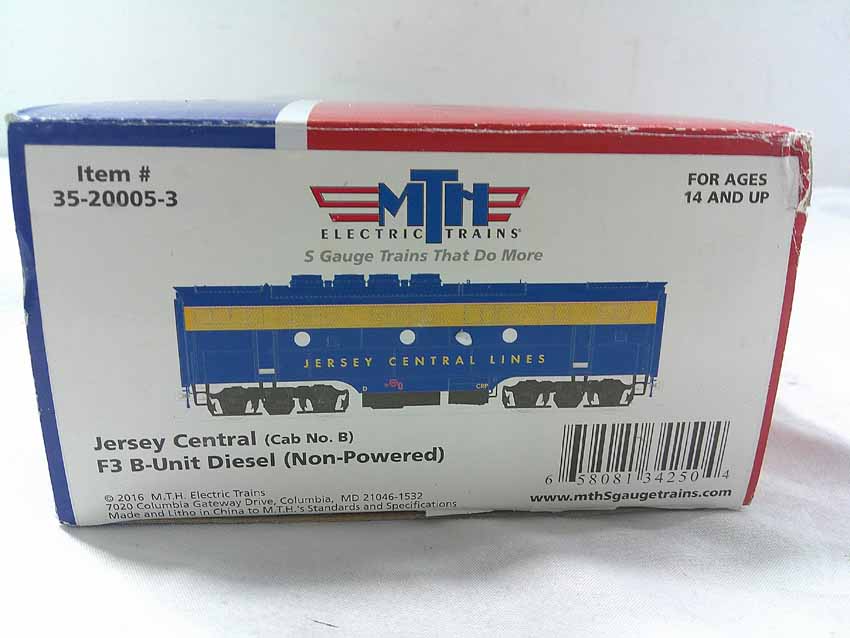 Item #
35-20005-3
MTH
ELECTRIC TRAINS®
S Gauge Trains That Do More
FOR AGES
14 AND UP
JERSEY CENTRAL LINES
D
CRP
Jersey Central (Cab No. B)
F3 B-Unit Diesel (Non-Powered)
© 2016 M.T.H. Electric Trains
7020 Columbia Gateway Drive, Columbia, MD 21046-1532
Made and Litho in China to M.T.H.'s Standards and Specifications
6 58081 34250 4
www.mthSgaugetrains.com